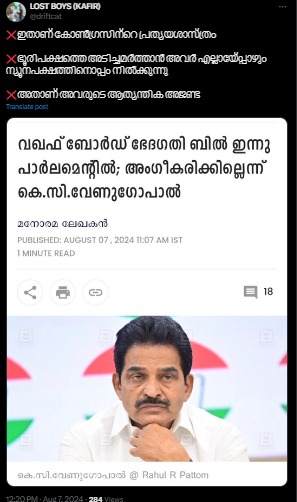 LOST BOYS (KAFIR)
@driftcat
❌ഇതാണ് കോൺഗ്രസിൻറെ പ്രത്യയശാസ്ത്രം
❌ഭൂരിപക്ഷത്തെ അടിച്ചമർത്താൻ അവർ എല്ലായ്പ്പോഴും
ന്യൂനപക്ഷത്തിനൊപ്പം നിൽക്കുന്നു
❌അതാണ് അവരുടെ ആത്യന്തിക അജണ്ട
Translate post
വഖഫ് ബോർഡ് ഭേദഗതി ബിൽ ഇന്നു
പാർലമെന്റിൽ; അംഗീകരിക്കില്ലെന്ന്
കെ.സി.വേണുഗോപാൽ
മനോരമ ലേഖകൻ
PUBLISHED: AUGUST 07 , 2024 11:07 AM IST
1 MINUTE READ
18
കെ.സി.വേണുഗോപാൽ @ Rahul R Pattom
12:20 PM · Aug 7, 2024 · 284 Views